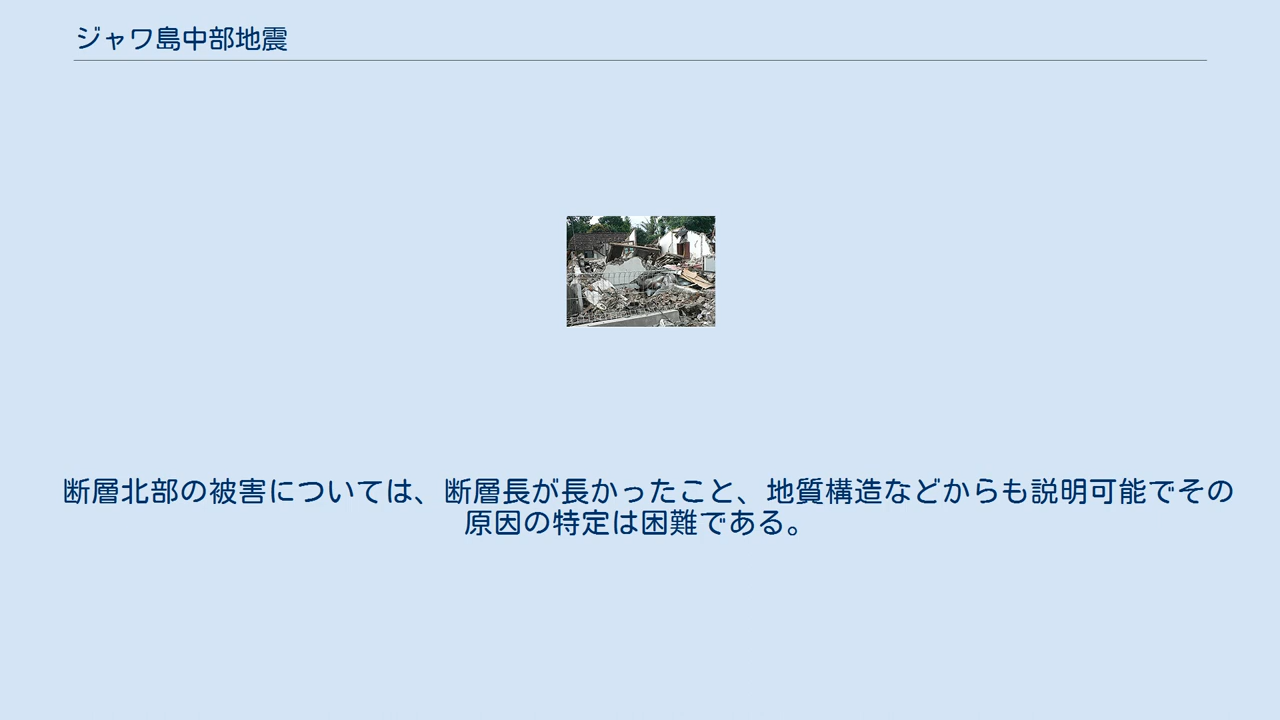 ジャワ島中部地震
断層北部の被害については、断層長が長かったこと、地質構造などからも説明可能でその
原因の特定は困難である。